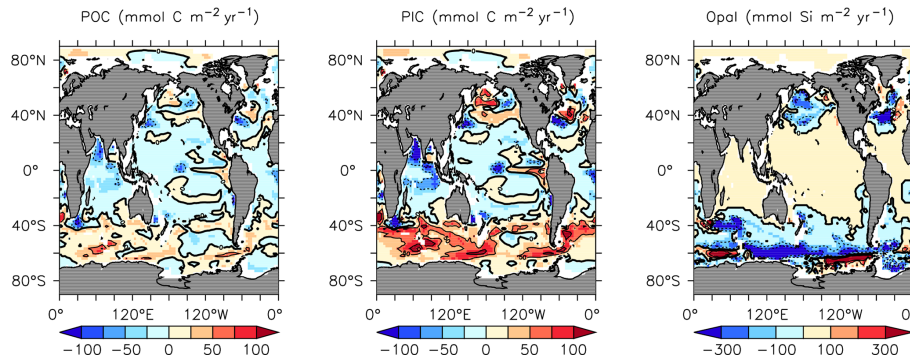 POC (mmol C m⁻² yr⁻¹)
PIC (mmol C m⁻² yr⁻¹)
Opal (mmol Si m⁻² yr⁻¹)
80°N
40°N
0°
40°S
80°S
0° 120°E 120°W 0°
80°N
40°N
0°
40°S
80°S
0° 120°E 120°W 0°
80°N
40°N
0°
40°S
80°S
0° 120°E 120°W 0°
−100 −50 0 50 100
−100 −50 0 50 100
−300 −100 100 300